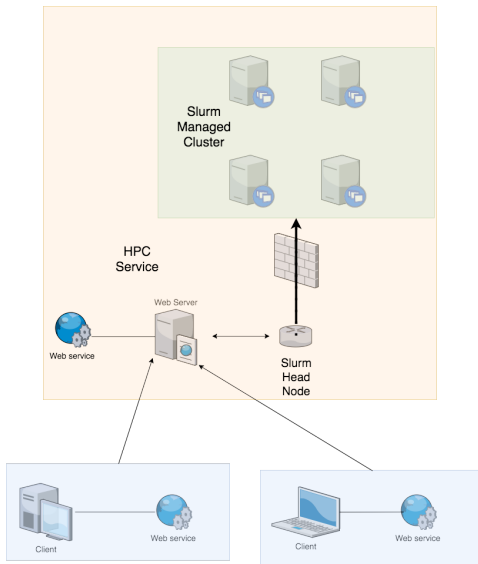 Slurm
Managed
Cluster
HPC
Service
Web Server
Web service
Slurm
Head
Node
Client
Web service
Client
Web service